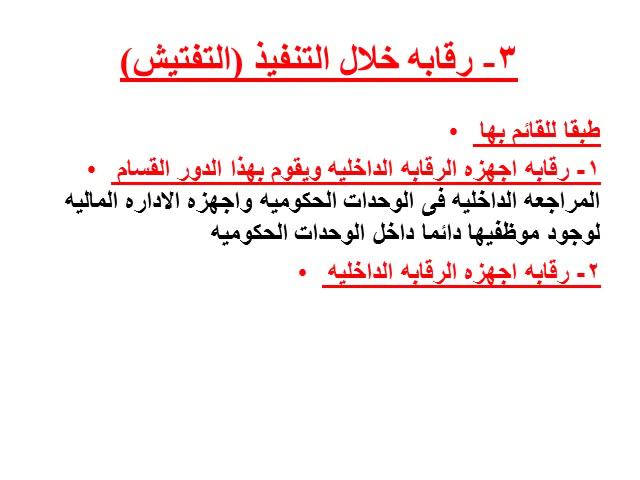 ٣- رقابه خلال التنفيذ (التفتيش)
طبقا للقائم بها •
١- رقابه اجهزه الرقابه الداخليه ويقوم بهذا الدور القسام •
المراجعه الداخليه فى الوحدات الحكوميه واجهزه الاداره الماليه
لوجود موظفيها دائما داخل الوحدات الحكوميه
٢- رقابه اجهزه الرقابه الداخليه •